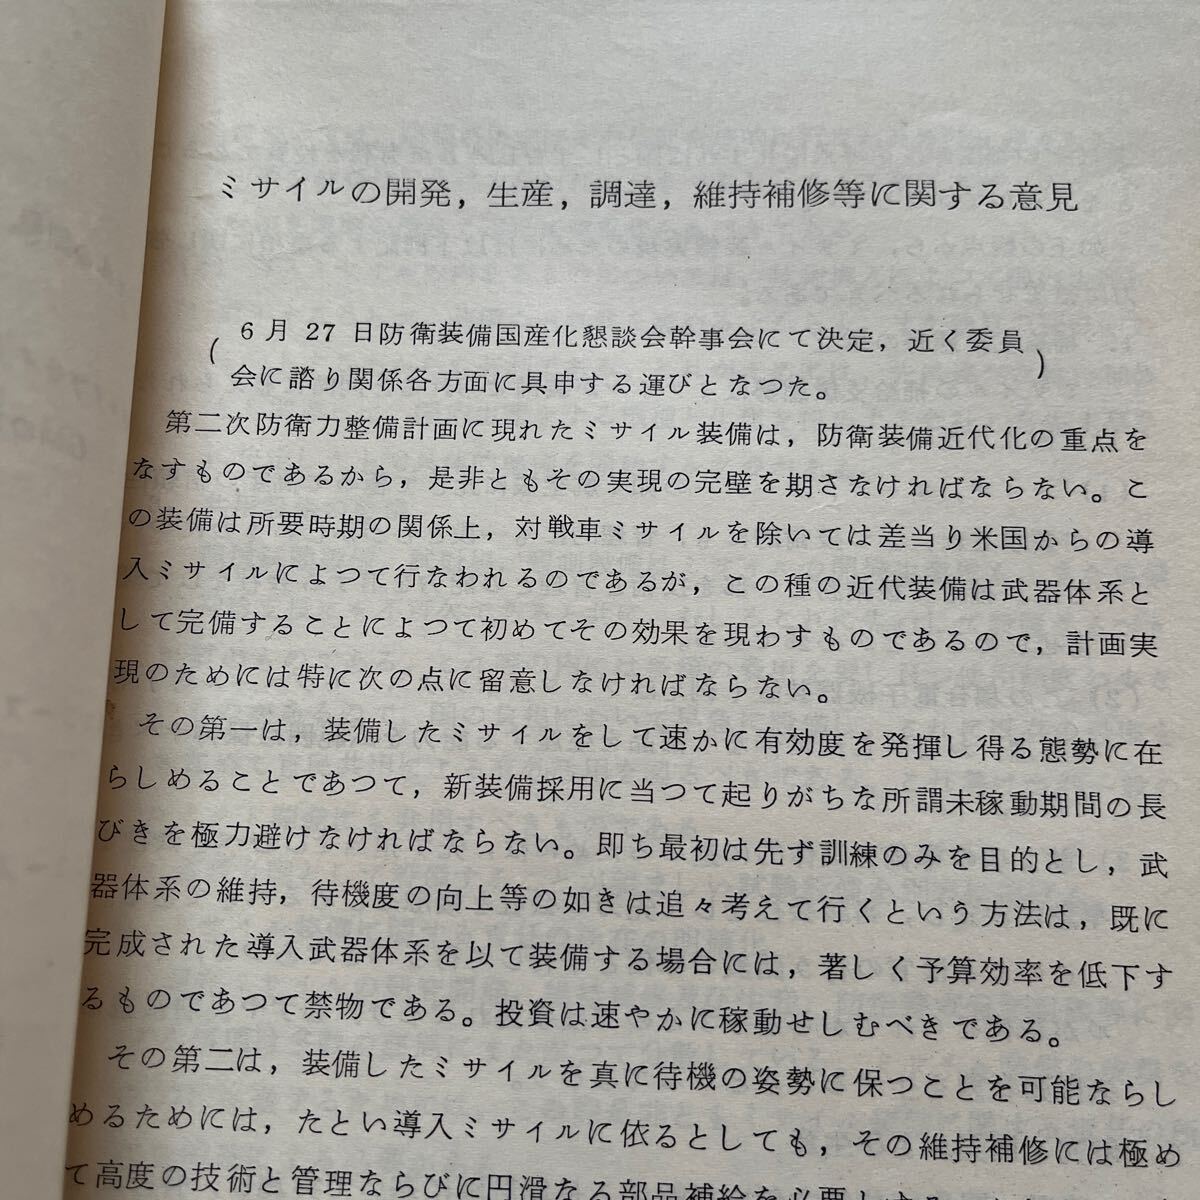 ミサイルの開発，生産，調達，維持補修等に関する意見
（6月27日防衛装備国産化懇談会幹事会にて決定，近く委員
会に諮り関係各方面に具申する運びとなつた。）
第二次防衛力整備計画に現れたミサイル装備は，防衛装備近代化の重点を
なすものであるから，是非ともその実現の完壁を期さなければならない。こ
の装備は所要時期の関係上，対戦車ミサイルを除いては差当り米国からの導
入ミサイルによつて行なわれるのであるが，この種の近代装備は武器体系と
して完備することによつて初めてその効果を現わすものであるので，計画実
現のためには特に次の点に留意しなければならない。
その第一は，装備したミサイルをして速かに有効度を発揮し得る態勢に在
らしめることであつて，新装備採用に当つて起りがちな所謂未稼動期間の長
びきを極力避けなければならない。即ち最初は先ず訓練のみを目的とし，武
器体系の維持，待機度の向上等の如きは追々考えて行くという方法は，既に
完成された導入武器体系を以て装備する場合には，著しく予算効率を低下す
るものであつて禁物である。投資は速やかに稼動せしむべきである。
その第二は，装備したミサイルを真に待機の姿勢に保つことを可能ならし
めるためには，たとい導入ミサイルに依るとしても，その維持補修には極め
て高度の技術と管理ならびに円滑なる部品補給を必要とする